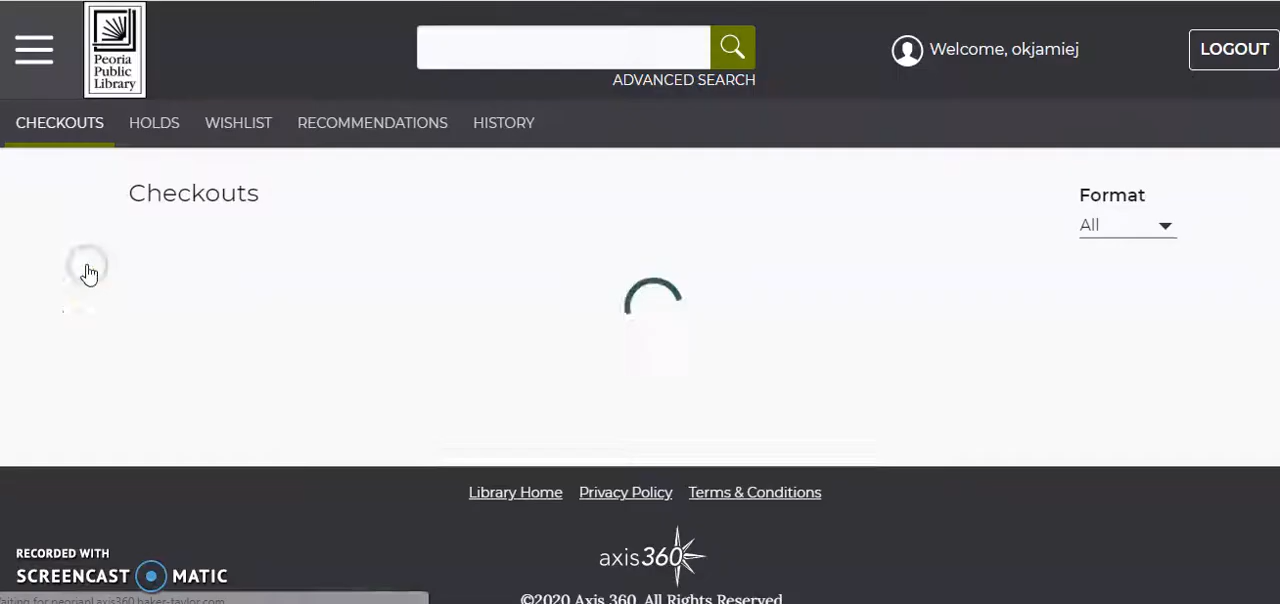 Peoria
Public
Library
ADVANCED SEARCH
Welcome, okjamiej
LOGOUT
CHECKOUTS HOLDS WISHLIST RECOMMENDATIONS HISTORY
Checkouts
Format
All
Library Home Privacy Policy Terms & Conditions
axis360
RECORDED WITH
SCREENCAST MATIC
©2020 Axis 360. All Rights Reserved